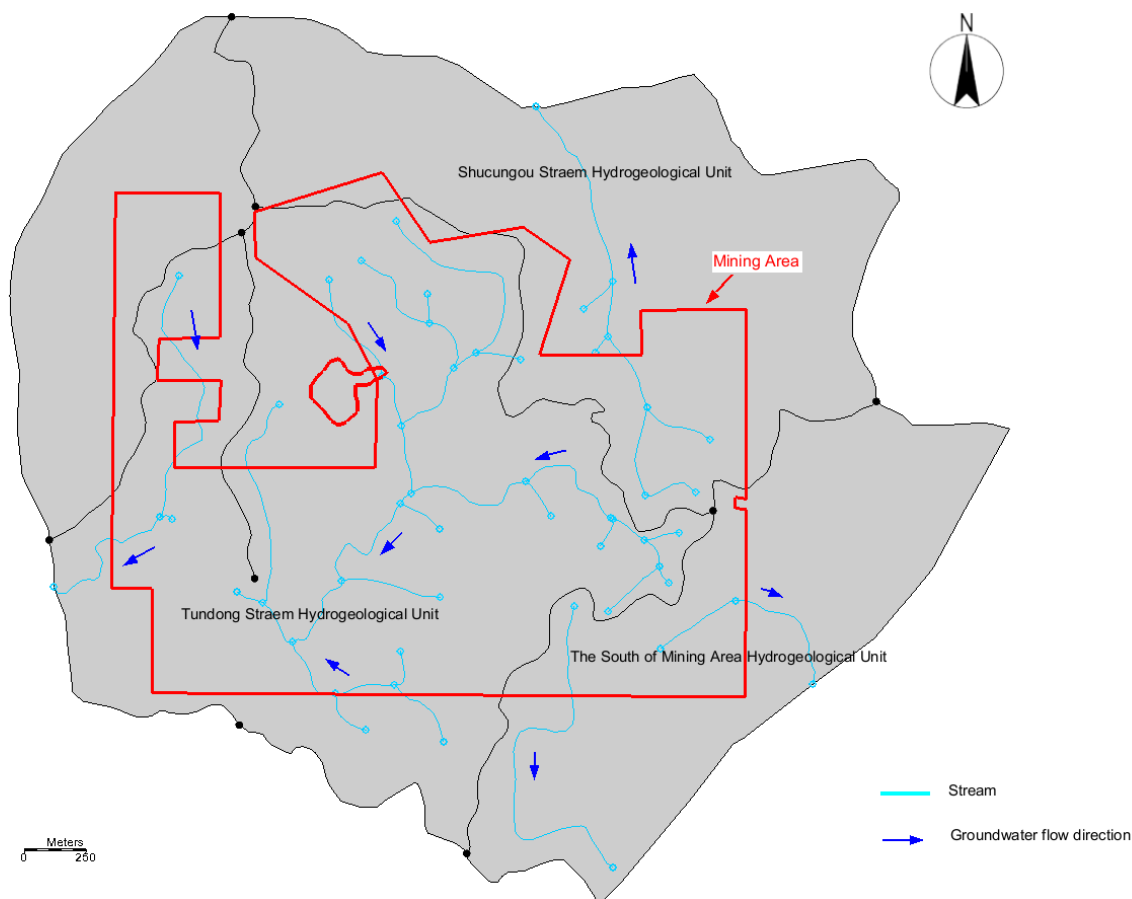 N
Shucungou Straem Hydrogeological Unit
Mining Area
Tundong Straem Hydrogeological Unit
The South of Mining Area Hydrogeological Unit
Stream
Groundwater flow direction
Meters
0 250